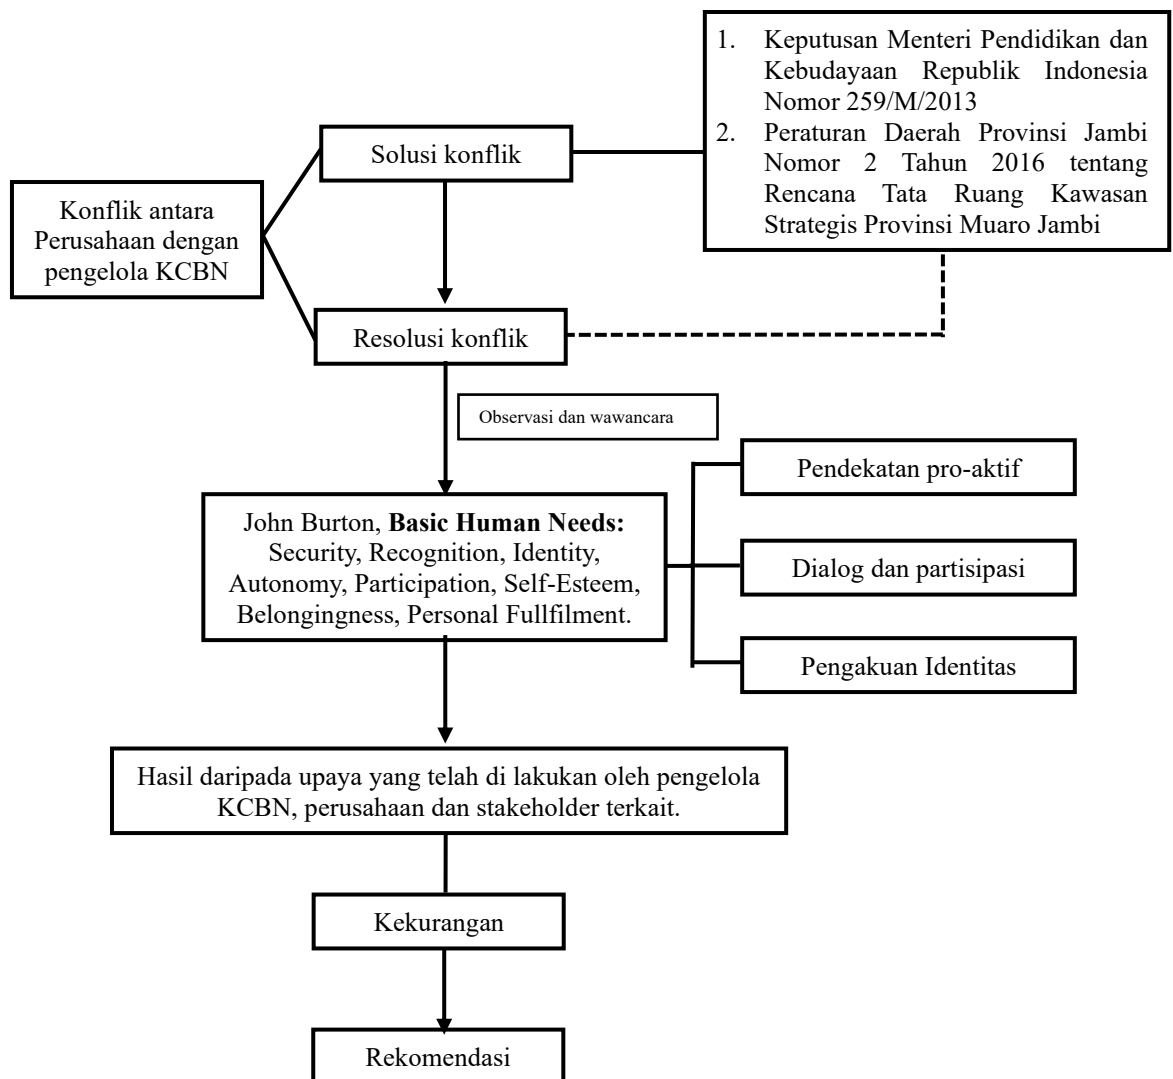 1. Keputusan Menteri Pendidikan dan
Kebudayaan Republik Indonesia
Nomor 259/M/2013
2. Peraturan Daerah Provinsi Jambi
Nomor 2 Tahun 2016 tentang
Rencana Tata Ruang Kawasan
Strategis Provinsi Muaro Jambi
Solusi konflik
Konflik antara
Perusahaan dengan
pengelola KCBN
Resolusi konflik
Observasi dan wawancara
John Burton, Basic Human Needs:
Security, Recognition, Identity,
Autonomy, Participation, Self-Esteem,
Belongingness, Personal Fullfilment.
Pendekatan pro-aktif
Dialog dan partisipasi
Pengakuan Identitas
Hasil daripada upaya yang telah di lakukan oleh pengelola
KCBN, perusahaan dan stakeholder terkait.
Kekurangan
Rekomendasi